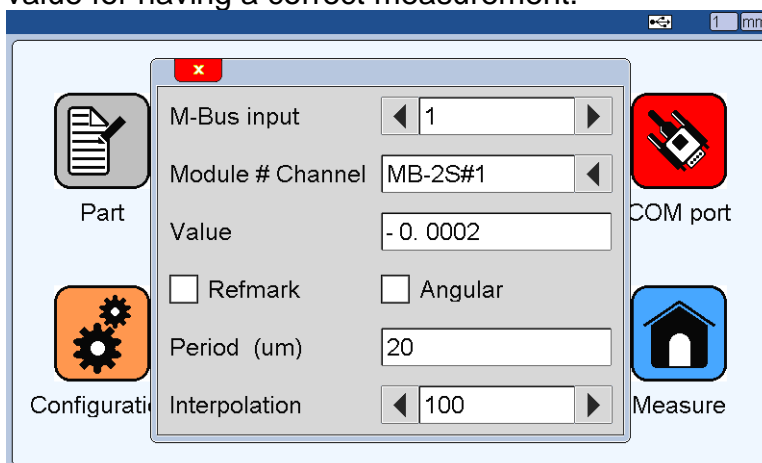 value for having a correct measurement.
1 mm
x
M-Bus input 1
Module # Channel MB-2S#1
Part COM port
Value - 0. 0002
Refmark Angular
Period (um) 20
Configurati Interpolation 100 Measure